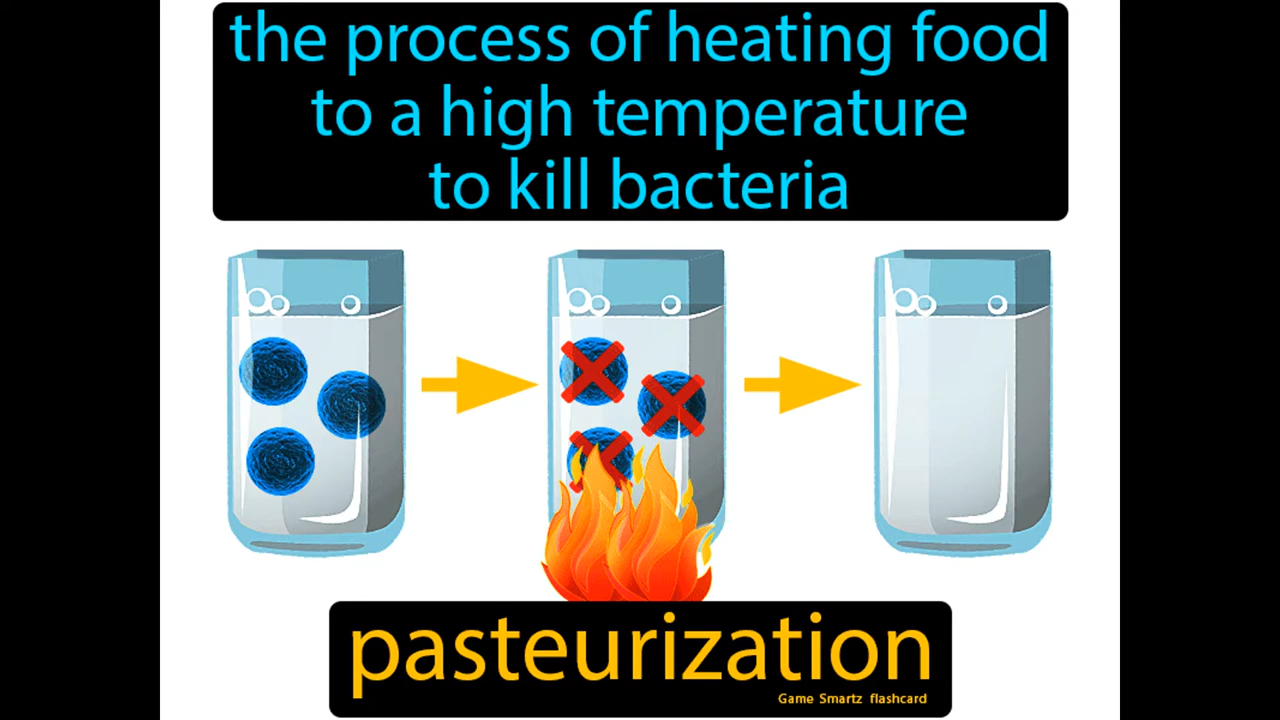 the process of heating food
to a high temperature
to kill bacteria
pasteurization
Game Smartz flashcard